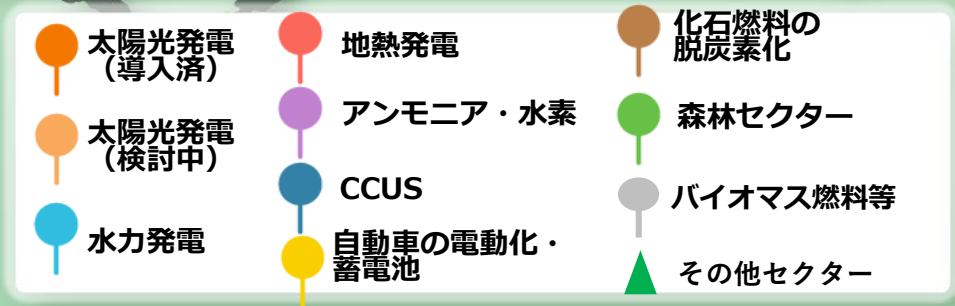 太陽光発電
（導入済）
太陽光発電
（検討中）
水力発電
地熱発電
アンモニア・水素
CCUS
自動車の電動化・
蓄電池
化石燃料の
脱炭素化
森林セクター
バイオマス燃料等
その他セクター